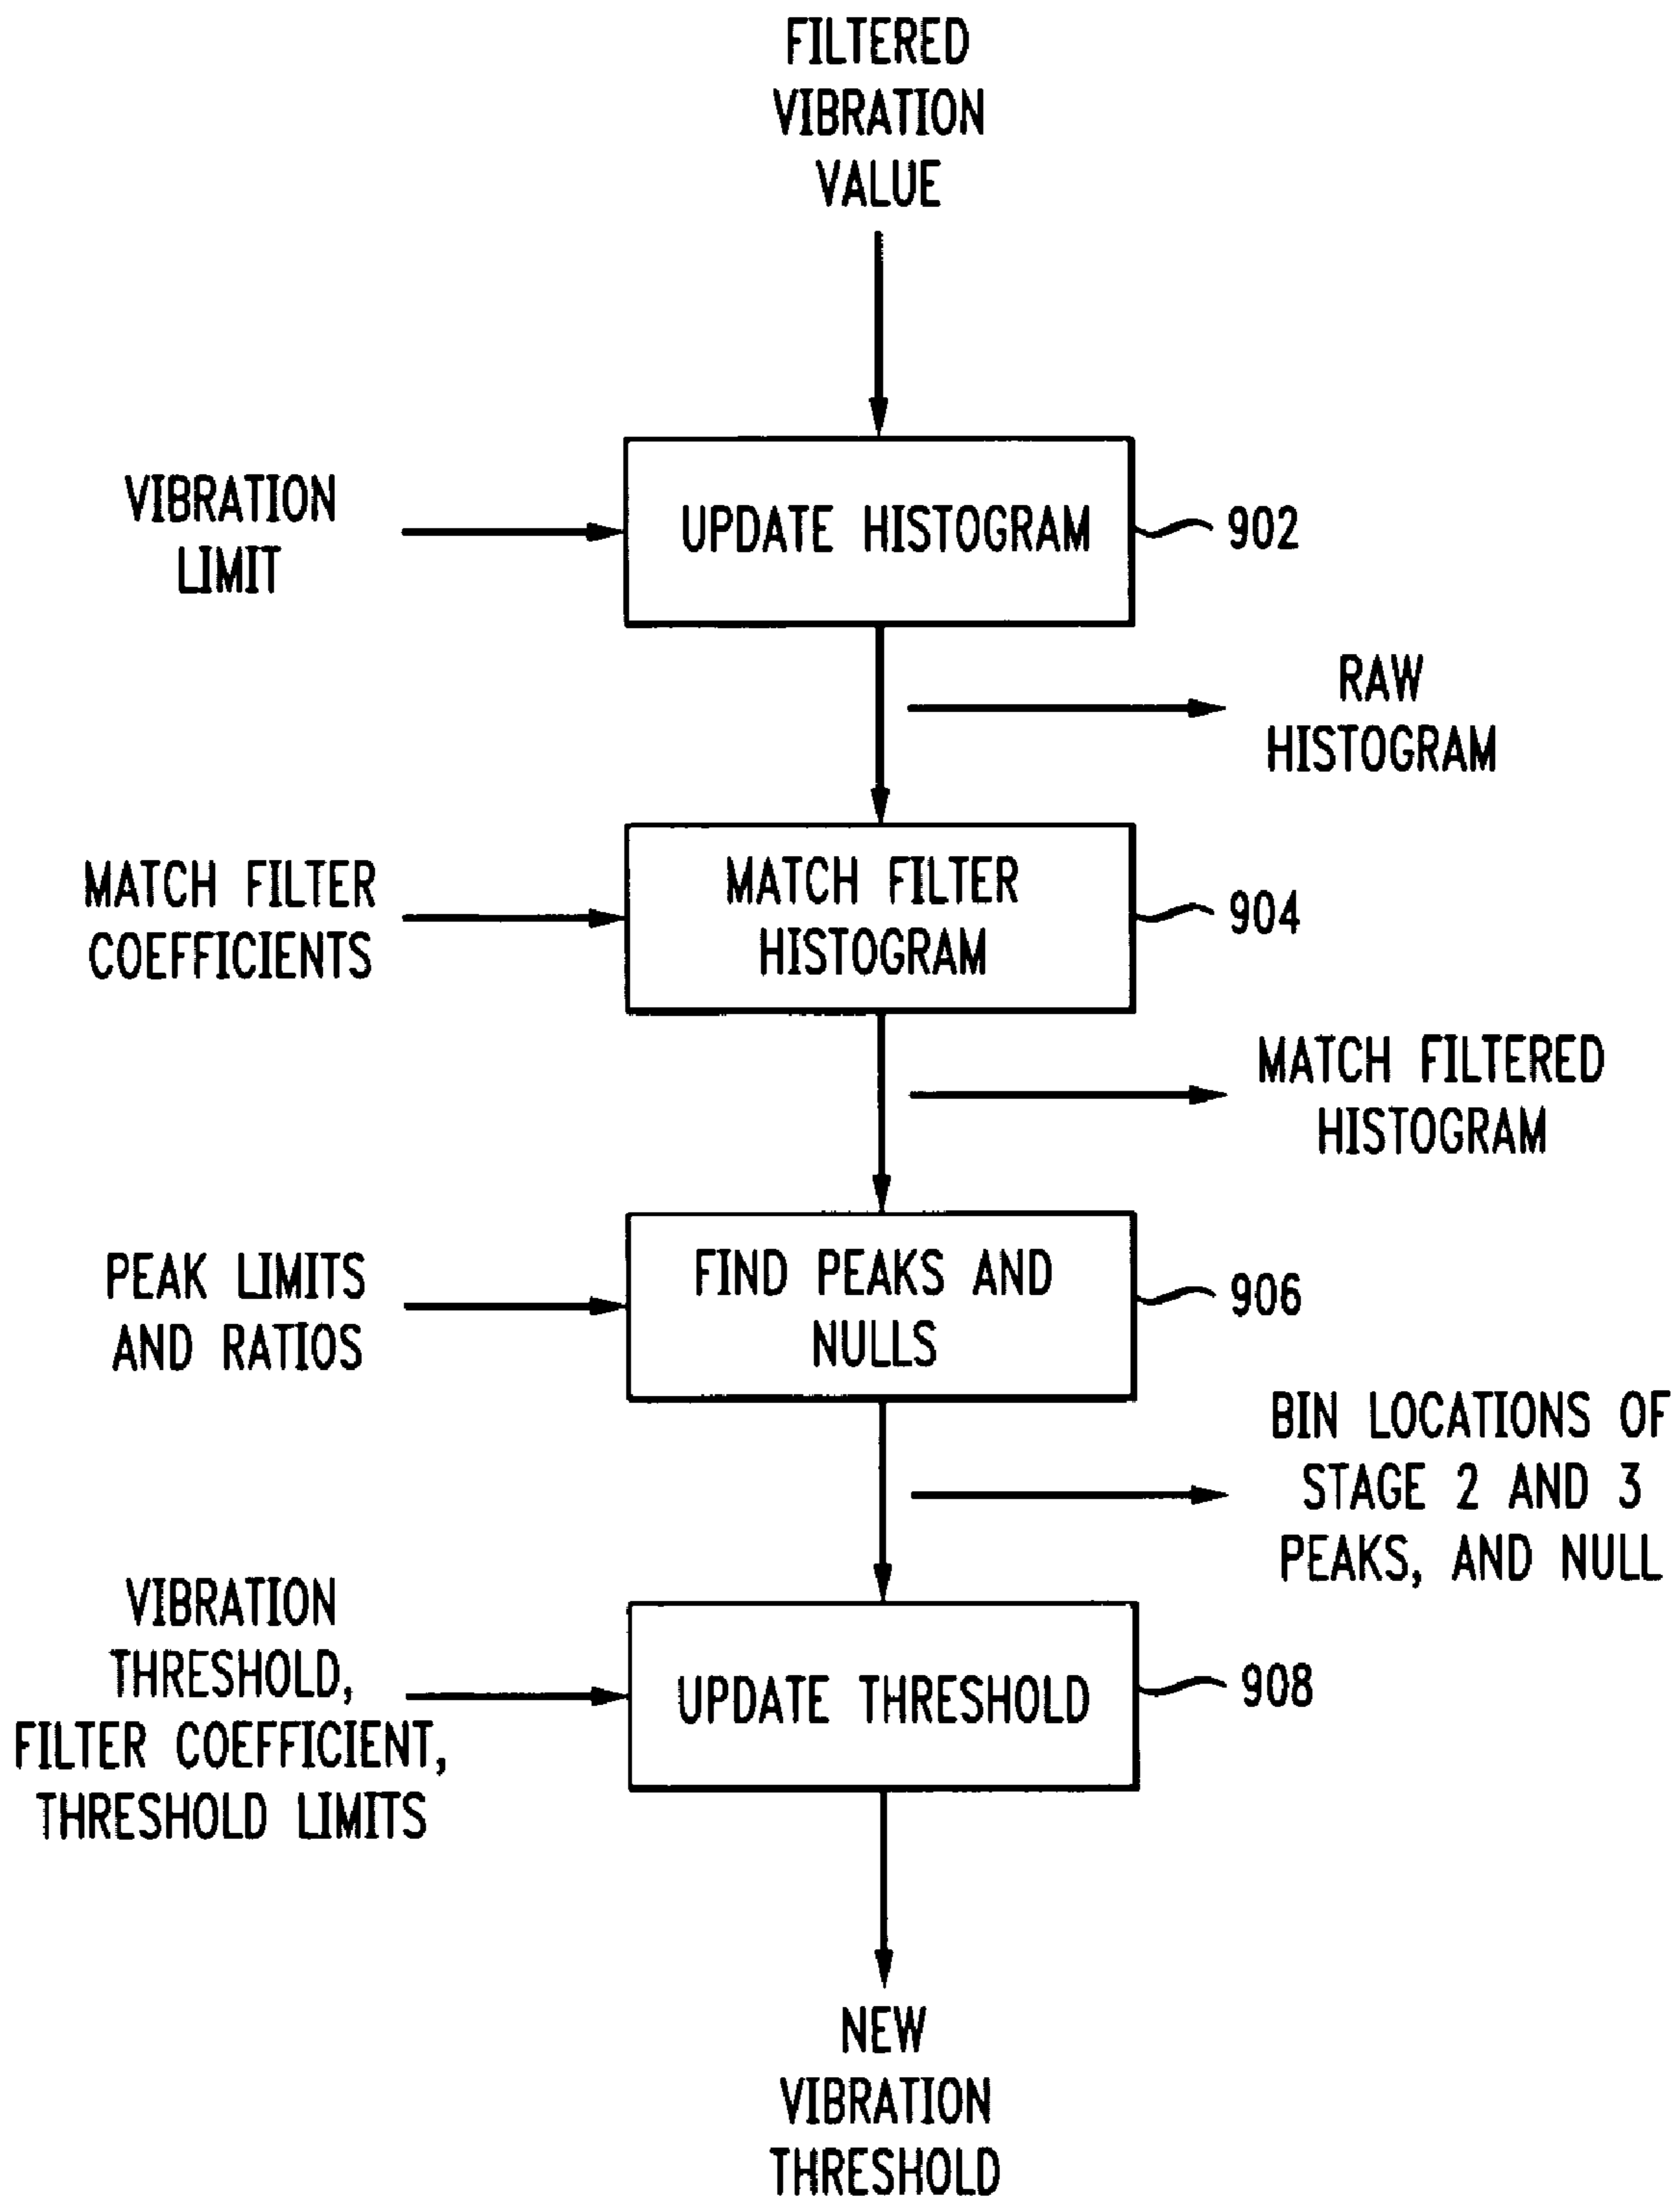 FILTERED
VIBRATION
VALUE
VIBRATION
LIMIT
UPDATE HISTOGRAM
902
RAW
HISTOGRAM
MATCH FILTER
COEFFICIENTS
MATCH FILTER
HISTOGRAM
904
MATCH FILTERED
HISTOGRAM
PEAK LIMITS
AND RATIOS
FIND PEAKS AND
NULLS
906
BIN LOCATIONS OF
STAGE 2 AND 3
PEAKS, AND NULL
VIBRATION
THRESHOLD,
FILTER COEFFICIENT,
THRESHOLD LIMITS
UPDATE THRESHOLD
908
NEW
VIBRATION
THRESHOLD